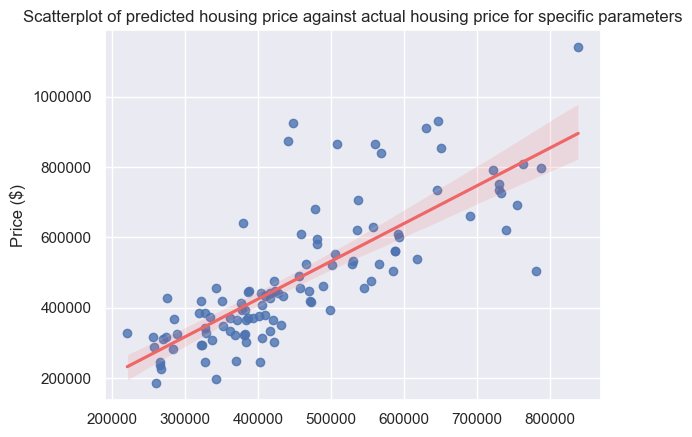 Scatterplot of predicted housing price against actual housing price for specific parameters
Price ($)
1000000
800000
600000
400000
200000
200000 300000 400000 500000 600000 700000 800000